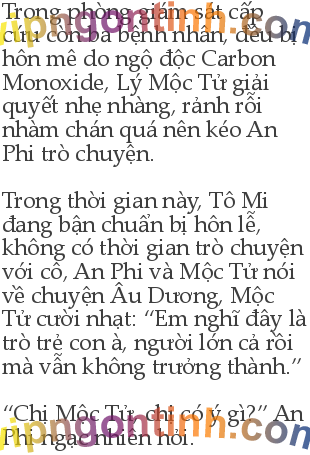 Trong phòng giám sát cấp
cứu còn ba bệnh nhân, đều bị
hôn mê do ngộ độc Carbon
Monoxide, Lý Mộc Tử giải
quyết nhẹ nhàng, rảnh rỗi
nhàm chán quá nên kéo An
Phi trò chuyện.
Trong thời gian này, Tô Mi
đang bận chuẩn bị hôn lễ,
không có thời gian trò chuyện
với cô, An Phi và Mộc Tử nói
về chuyện Âu Dương, Mộc
Tử cười nhạt: “Em nghĩ đây là
trò trẻ con à, người lớn cả rồi
mà vẫn không trưởng thành.”
“Chị Mộc Tử, chị có ý gì?” An
Phi ngạc nhiên hỏi.
vipngontinh.com
vipngontinh.com